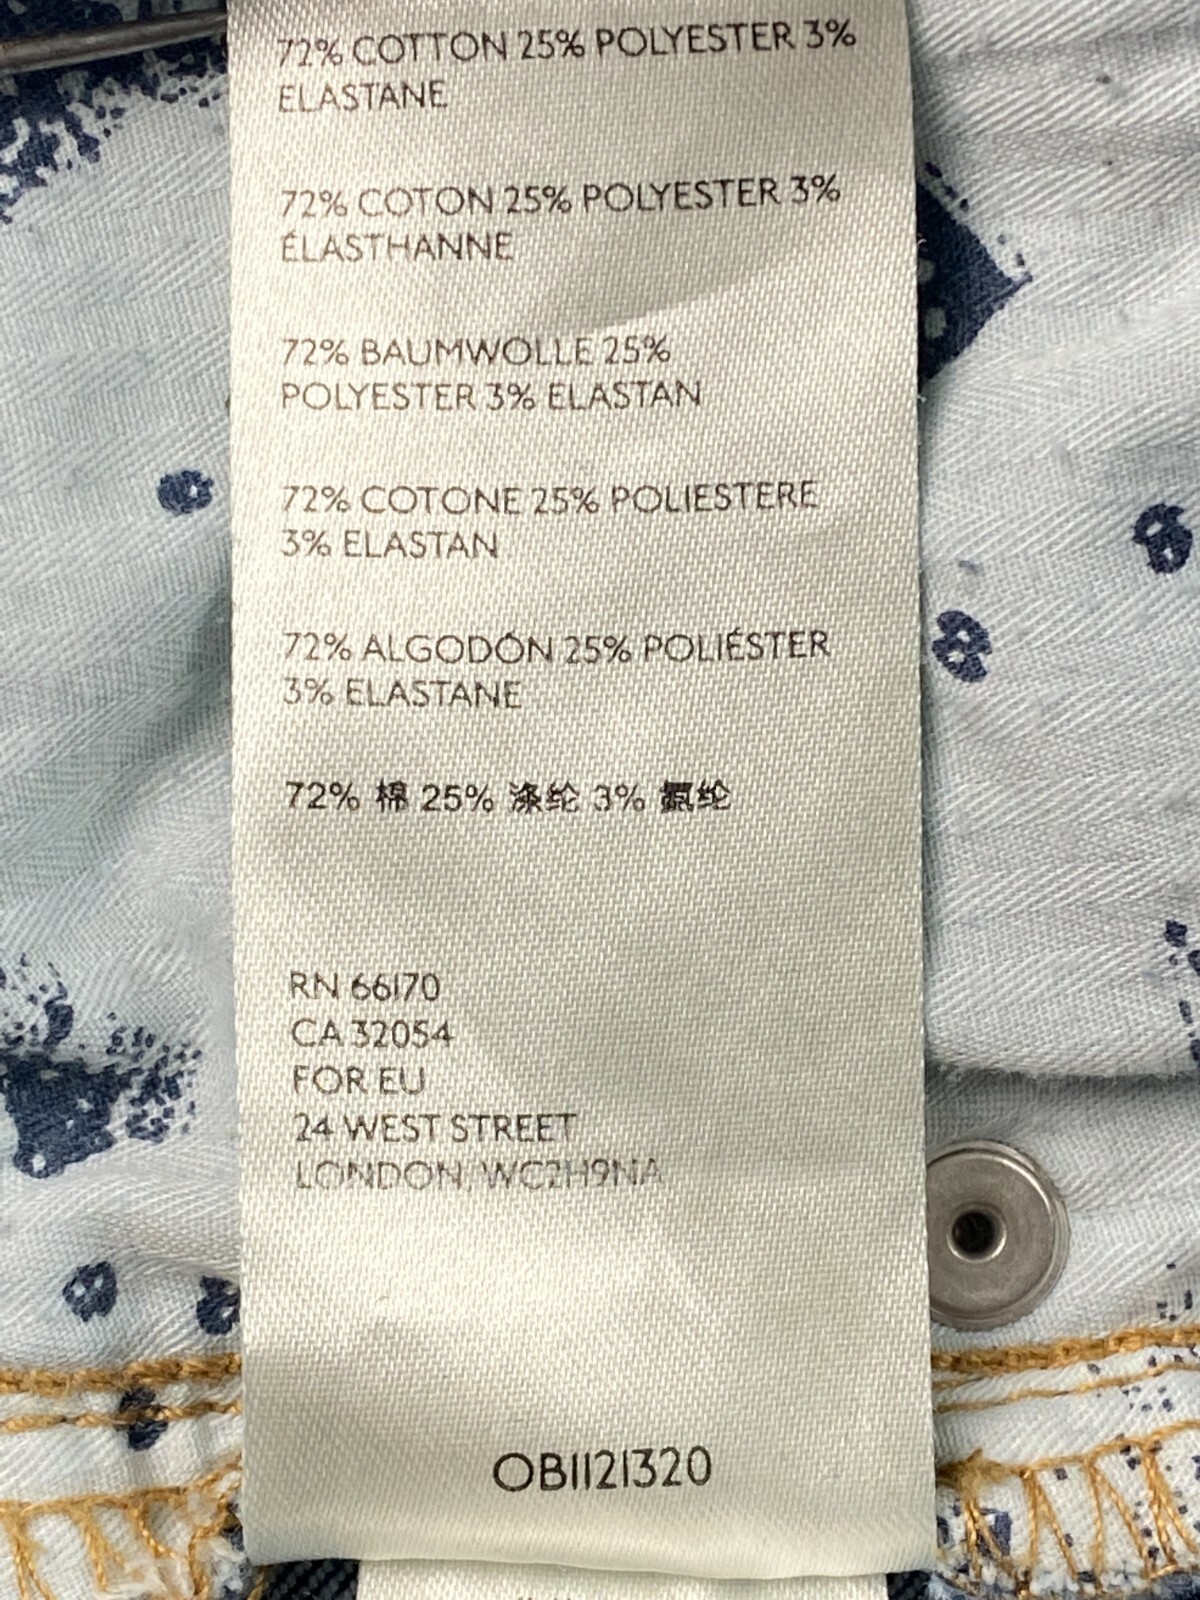 72% COTTON 25% POLYESTER 3%
ELASTANE
72% COTON 25% POLYESTER 3%
ÉLASTHANNE
72% BAUMWOLLE 25%
POLYESTER 3% ELASTAN
72% COTONE 25% POLIESTERE
3% ELASTAN
72% ALGODÓN 25% POLIÉSTER
3% ELASTANE
72% 棉 25% 涤纶 3% 氨纶
RN 66170
CA 32054
FOR EU
24 WEST STREET
LONDON, WC2H9NA
OB1121320